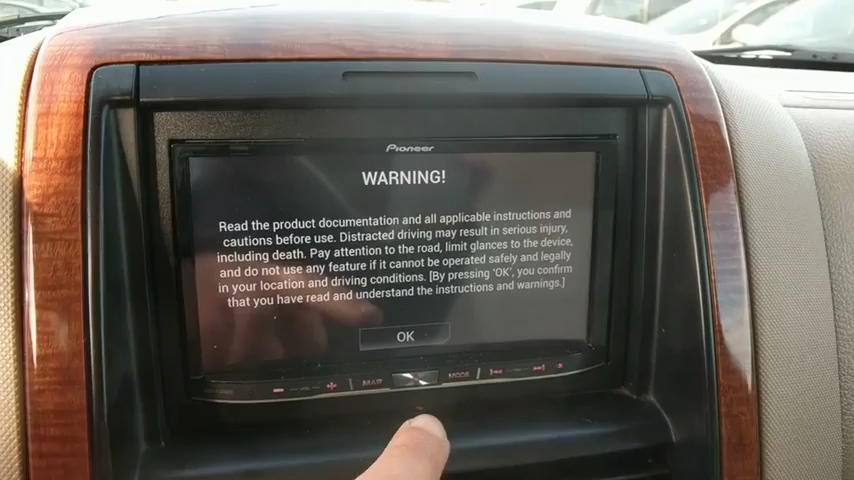 Pioneer
WARNING!
Read the product documentation and all applicable instructions and
cautions before use. Distracted driving may result in serious injury,
including death. Pay attention to the road, limit glances to the device,
and do not use any feature if it cannot be operated safely and legally
in your location and driving conditions. [By pressing 'OK', you confirm
that you have read and understand the instructions and warnings.]
OK
MAP MODE